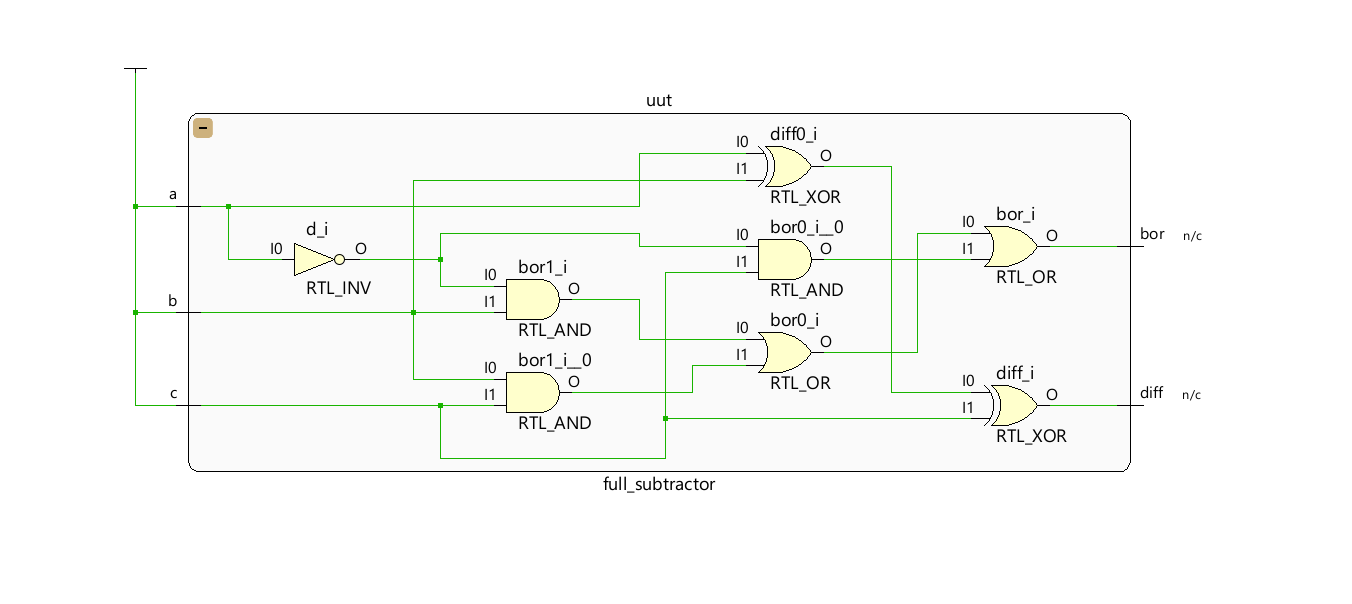 uut
diff0_i
I0
O
I1
RTL_XOR
a
d_i
I0
O
RTL_INV
bor0_i__0
I0
O
I1
RTL_AND
bor_i
I0
O
I1
RTL_OR
bor n/c
bor1_i
I0
O
I1
RTL_AND
b
bor0_i
I0
O
I1
RTL_OR
bor1_i__0
I0
O
I1
RTL_AND
c
diff_i
I0
O
I1
RTL_XOR
diff n/c
full_subtractor